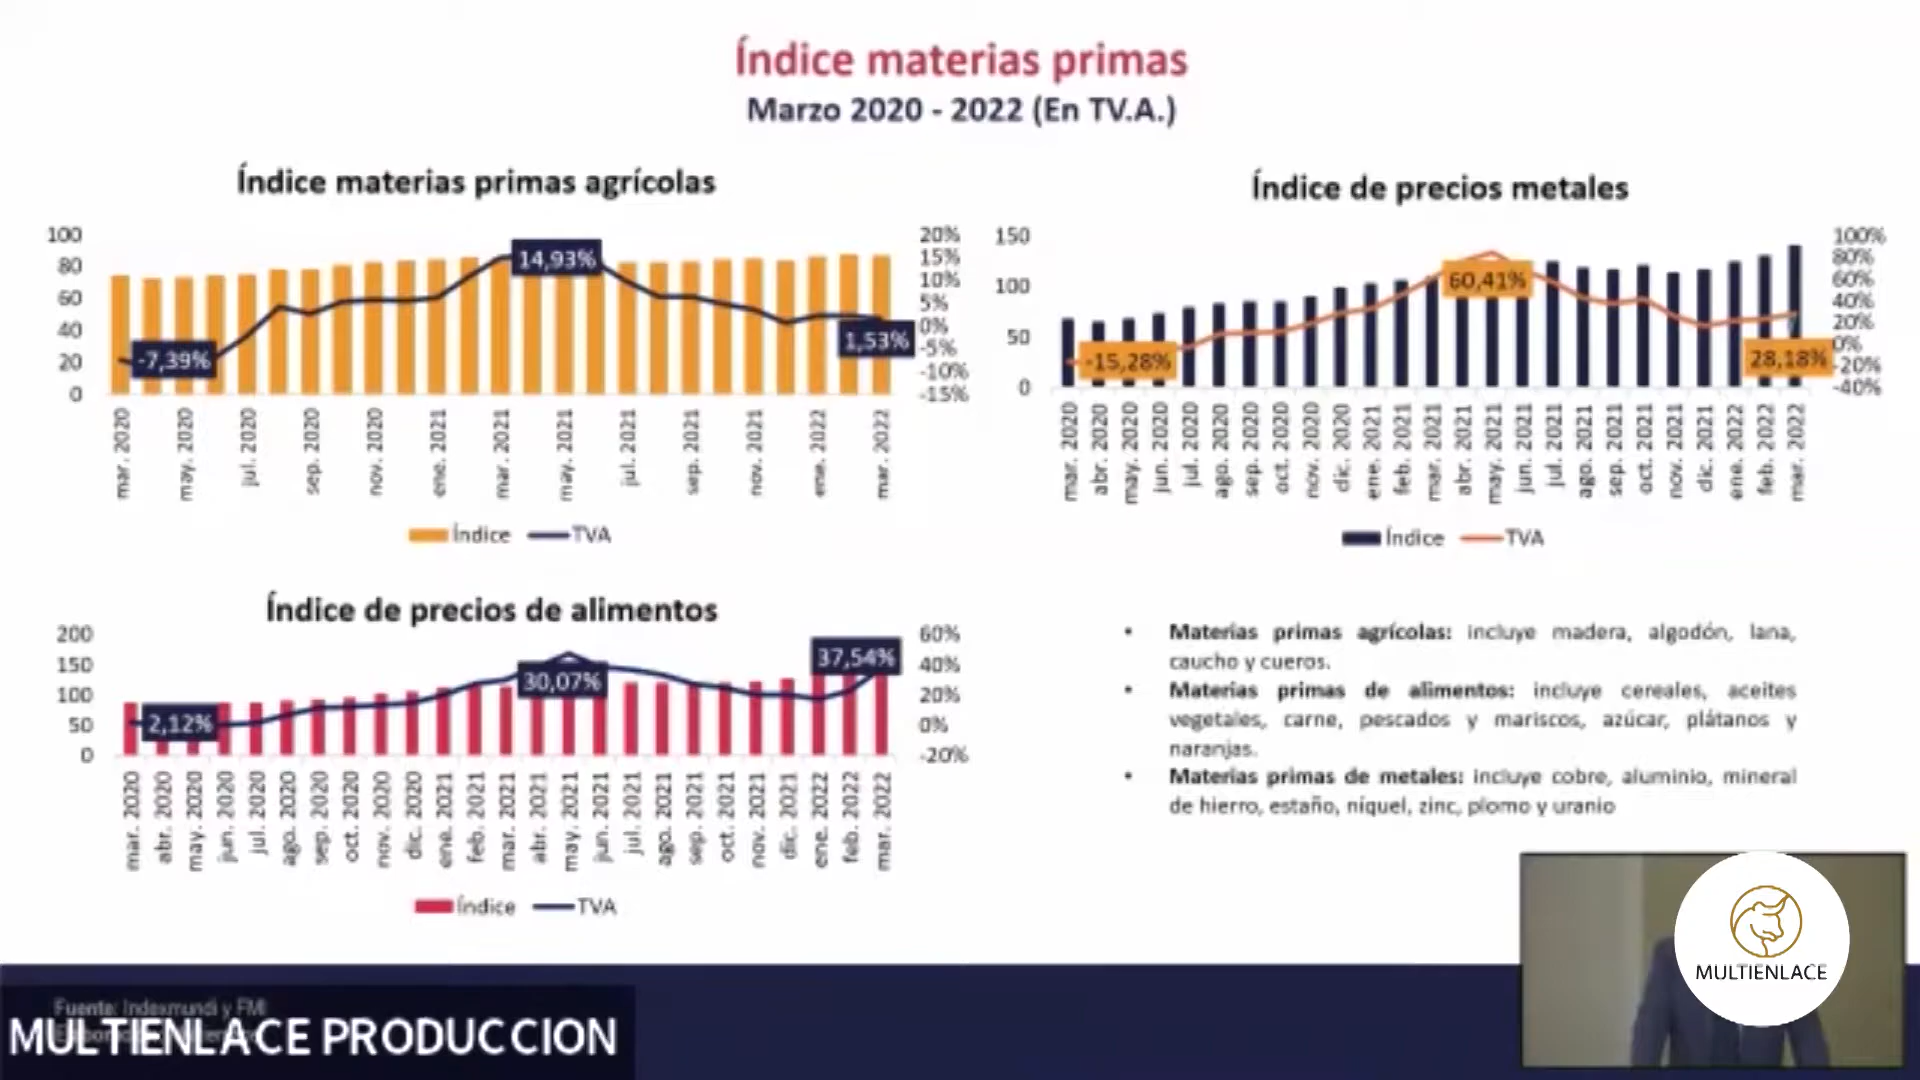 Índice materias primas
Marzo 2020 - 2022 (En TV.A.)
Índice materias primas agrícolas
100
80
60
40
20
0
20%
15%
10%
5%
0%
-5%
-10%
-15%
-7,39%
14,93%
1,53%
mar. 2020
may. 2020
jul. 2020
sep. 2020
nov. 2020
ene. 2021
mar. 2021
may. 2021
jul. 2021
sep. 2021
nov. 2021
ene. 2022
mar. 2022
Índice TVA
Índice de precios metales
150
100
50
0
100%
80%
60%
40%
20%
0%
-20%
-40%
-15,28%
60,41%
28,18%
mar. 2020
abr. 2020
may. 2020
jun. 2020
jul. 2020
ago. 2020
sep. 2020
oct. 2020
nov. 2020
dic. 2020
ene. 2021
feb. 2021
mar. 2021
abr. 2021
may. 2021
jun. 2021
jul. 2021
ago. 2021
sep. 2021
oct. 2021
nov. 2021
dic. 2021
ene. 2022
feb. 2022
mar. 2022
Índice TVA
Índice de precios de alimentos
200
150
100
50
0
60%
40%
20%
0%
-20%
2,12%
30,07%
37,54%
mar. 2020
abr. 2020
may. 2020
jun. 2020
jul. 2020
ago. 2020
sep. 2020
oct. 2020
nov. 2020
dic. 2020
ene. 2021
feb. 2021
mar. 2021
abr. 2021
may. 2021
jun. 2021
jul. 2021
ago. 2021
sep. 2021
oct. 2021
nov. 2021
dic. 2021
ene. 2022
feb. 2022
mar. 2022
Índice TVA
• Materias primas agrícolas: incluye madera, algodón, lana,
caucho y cueros.
• Materias primas de alimentos: incluye cereales, aceites
vegetales, carne, pescados y mariscos, azúcar, plátanos y
naranjas.
• Materias primas de metales: incluye cobre, aluminio, mineral
de hierro, estaño, níquel, zinc, plomo y uranio
Fuente: Indexmundi y FMI
MULTIENLACE PRODUCCION
MULTIENLACE